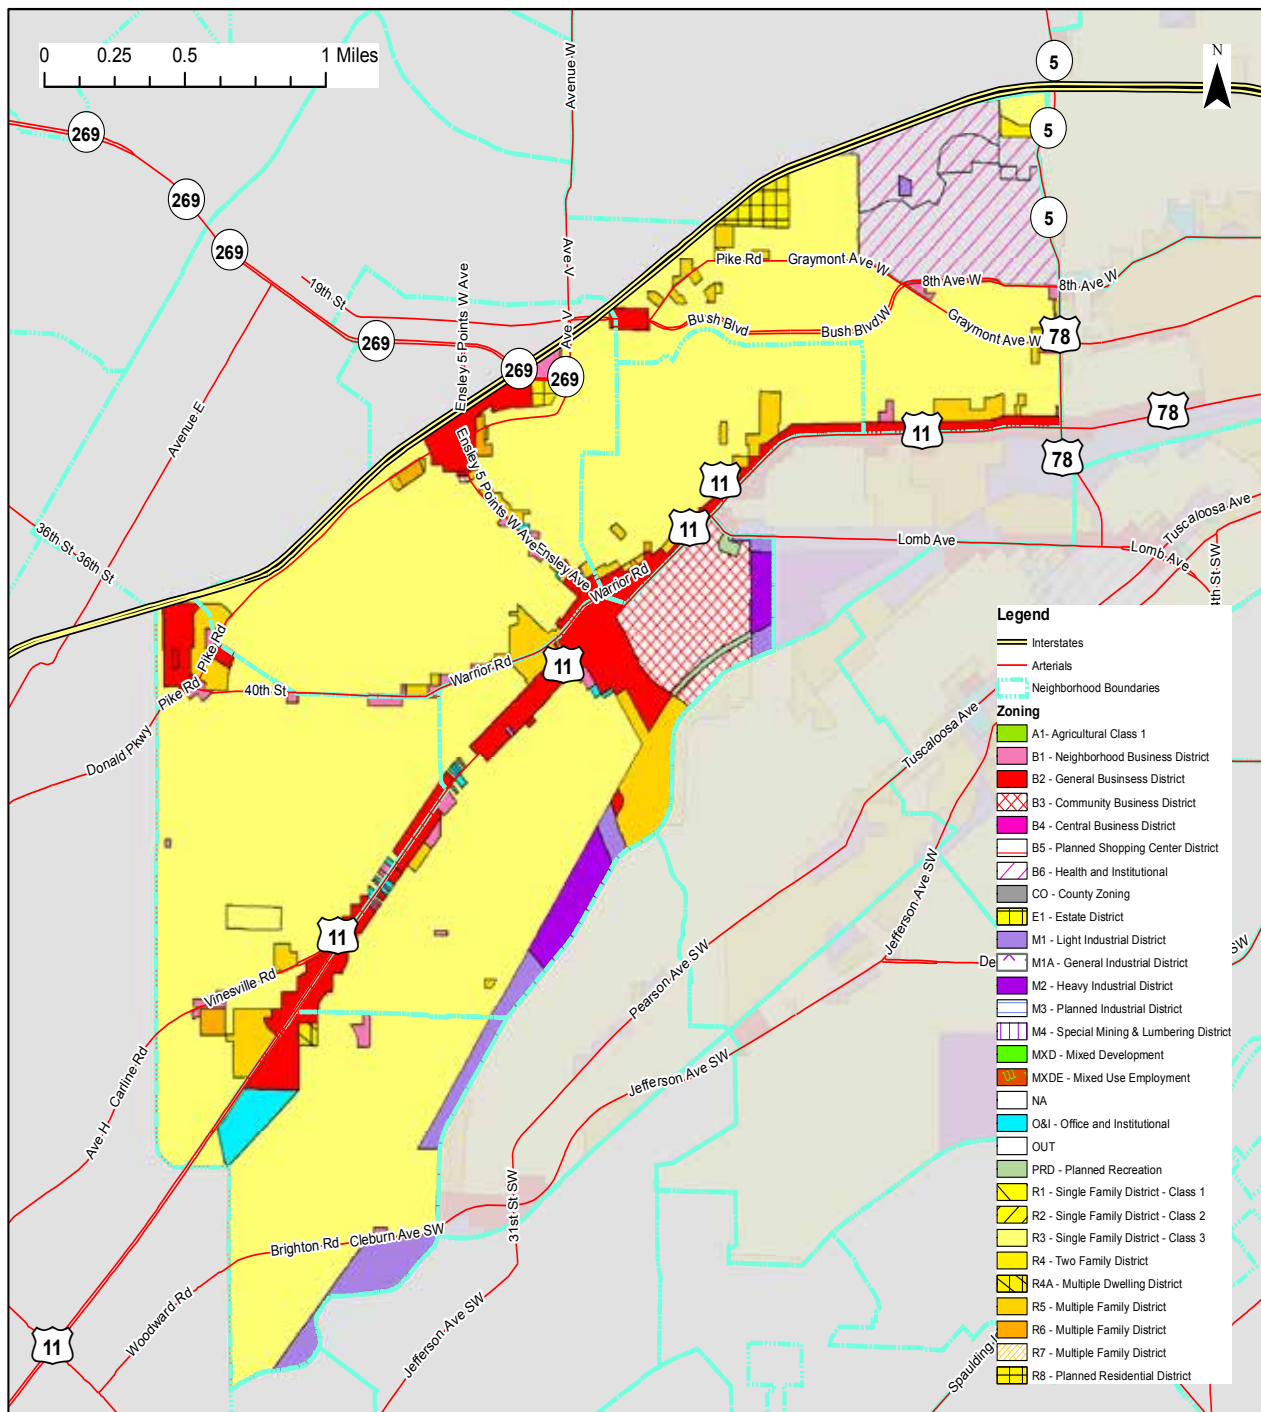 0 0.25 0.5 1 Miles
N
Avenue W
5
269
5
269
5
269
Pike Rd
Graymont Ave W
8th Ave W
8th Ave W
19th St
Ave V
Ensley 5 Points W Ave
Ave V
Bush Blvd
Bush Blvd W
Graymont Ave W
78
269
269
269
Avenue E
78
11
78
Ensley 5 Points W Ave
11
11
Tuscaloosa Ave
Lomb Ave
Lomb Ave
36th St
36th St
Ensley Ave
Warrior Rd
4th St SW
Pike Rd
Warrior Rd
11
40th St
Pike Rd
Donald Pkwy
Tuscaloosa Ave
Jefferson Ave SW
11
Vinesville Rd
Pearson Ave SW
De
SW
Carline Rd
Ave H
Jefferson Ave SW
31st St SW
Brighton Rd
Cleburn Ave SW
Woodward Rd
Jefferson Ave SW
11
Legend
Interstates
Arterials
Neighborhood Boundaries
Zoning
A1- Agricultural Class 1
B1 - Neighborhood Business District
B2 - General Businsess District
B3 - Community Business District
B4 - Central Business District
B5 - Planned Shopping Center District
B6 - Health and Institutional
CO - County Zoning
E1 - Estate District
M1 - Light Industrial District
M1A - General Industrial District
M2 - Heavy Industrial District
M3 - Planned Industrial District
M4 - Special Mining & Lumbering District
MXD - Mixed Development
MXDE - Mixed Use Employment
NA
O&I - Office and Institutional
OUT
PRD - Planned Recreation
R1 - Single Family District - Class 1
R2 - Single Family District - Class 2
R3 - Single Family District - Class 3
R4 - Two Family District
R4A - Multiple Dwelling District
R5 - Multiple Family District
R6 - Multiple Family District
R7 - Multiple Family District
R8 - Planned Residential District
Spaulding